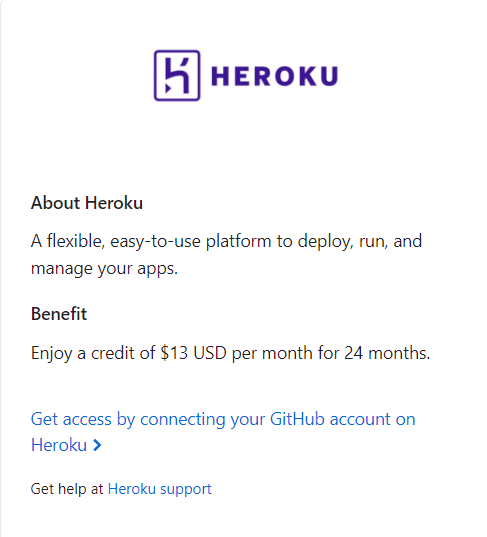 HEROKU
About Heroku
A flexible, easy-to-use platform to deploy, run, and
manage your apps.
Benefit
Enjoy a credit of $13 USD per month for 24 months.
Get access by connecting your GitHub account on
Heroku
Get help at Heroku support